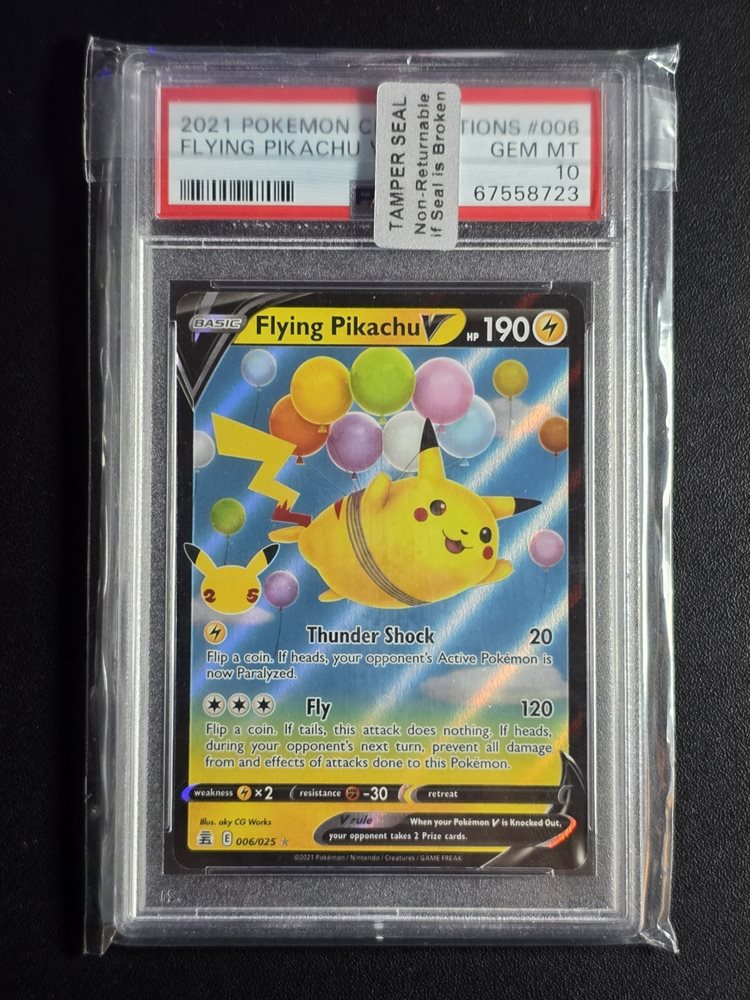 2021 POKEMON C TIONS #006
FLYING PIKACHU GEM MT
10
67558723
TAMPER SEAL
Non-Returnable
if Seal is Broken
BASIC Flying Pikachu V HP 190
25
Thunder Shock 20
Flip a coin. If heads, your opponent's Active Pokémon is
now Paralyzed.
Fly 120
Flip a coin. If tails, this attack does nothing. If heads,
during your opponent's next turn, prevent all damage
from and effects of attacks done to this Pokémon.
weakness ×2 resistance -30 retreat
Illus. aky CG Works
V rule When your Pokémon V is Knocked Out,
your opponent takes 2 Prize cards.
E 006/025
©2021 Pokémon / Nintendo / Creatures / GAME FREAK